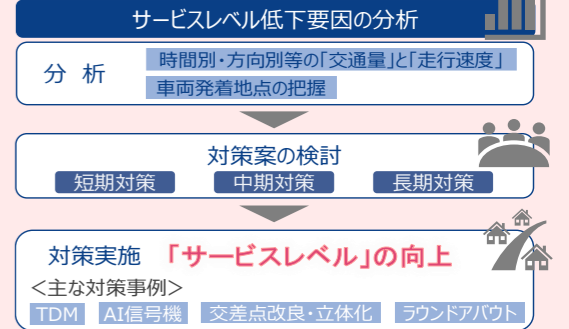 サービスレベル低下要因の分析
分 析
時間別・方向別等の「交通量」と「走行速度」
車両発着地点の把握
対策案の検討
短期対策 中期対策 長期対策
対策実施 「サービスレベル」の向上
＜主な対策事例＞
TDM AI信号機 交差点改良・立体化 ラウンドアバウト